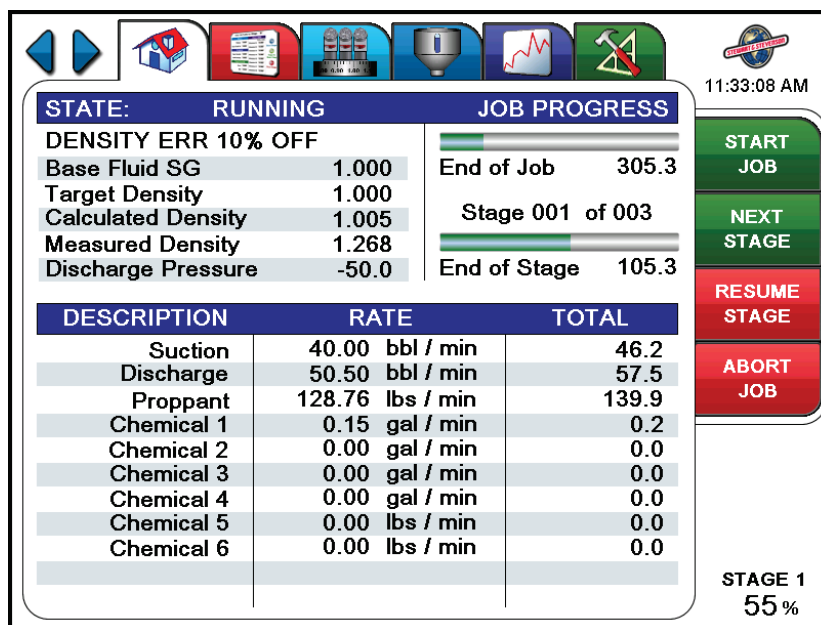 STEWART & STEVENSON
11:33:08 AM
STATE: RUNNING
JOB PROGRESS
DENSITY ERR 10% OFF
Base Fluid SG 1.000
Target Density 1.000
Calculated Density 1.005
Measured Density 1.268
Discharge Pressure -50.0
End of Job 305.3
Stage 001 of 003
End of Stage 105.3
DESCRIPTION RATE TOTAL
Suction 40.00 bbl / min 46.2
Discharge 50.50 bbl / min 57.5
Proppant 128.76 lbs / min 139.9
Chemical 1 0.15 gal / min 0.2
Chemical 2 0.00 gal / min 0.0
Chemical 3 0.00 gal / min 0.0
Chemical 4 0.00 gal / min 0.0
Chemical 5 0.00 lbs / min 0.0
Chemical 6 0.00 lbs / min 0.0
START
JOB
NEXT
STAGE
RESUME
STAGE
ABORT
JOB
STAGE 1
55 %